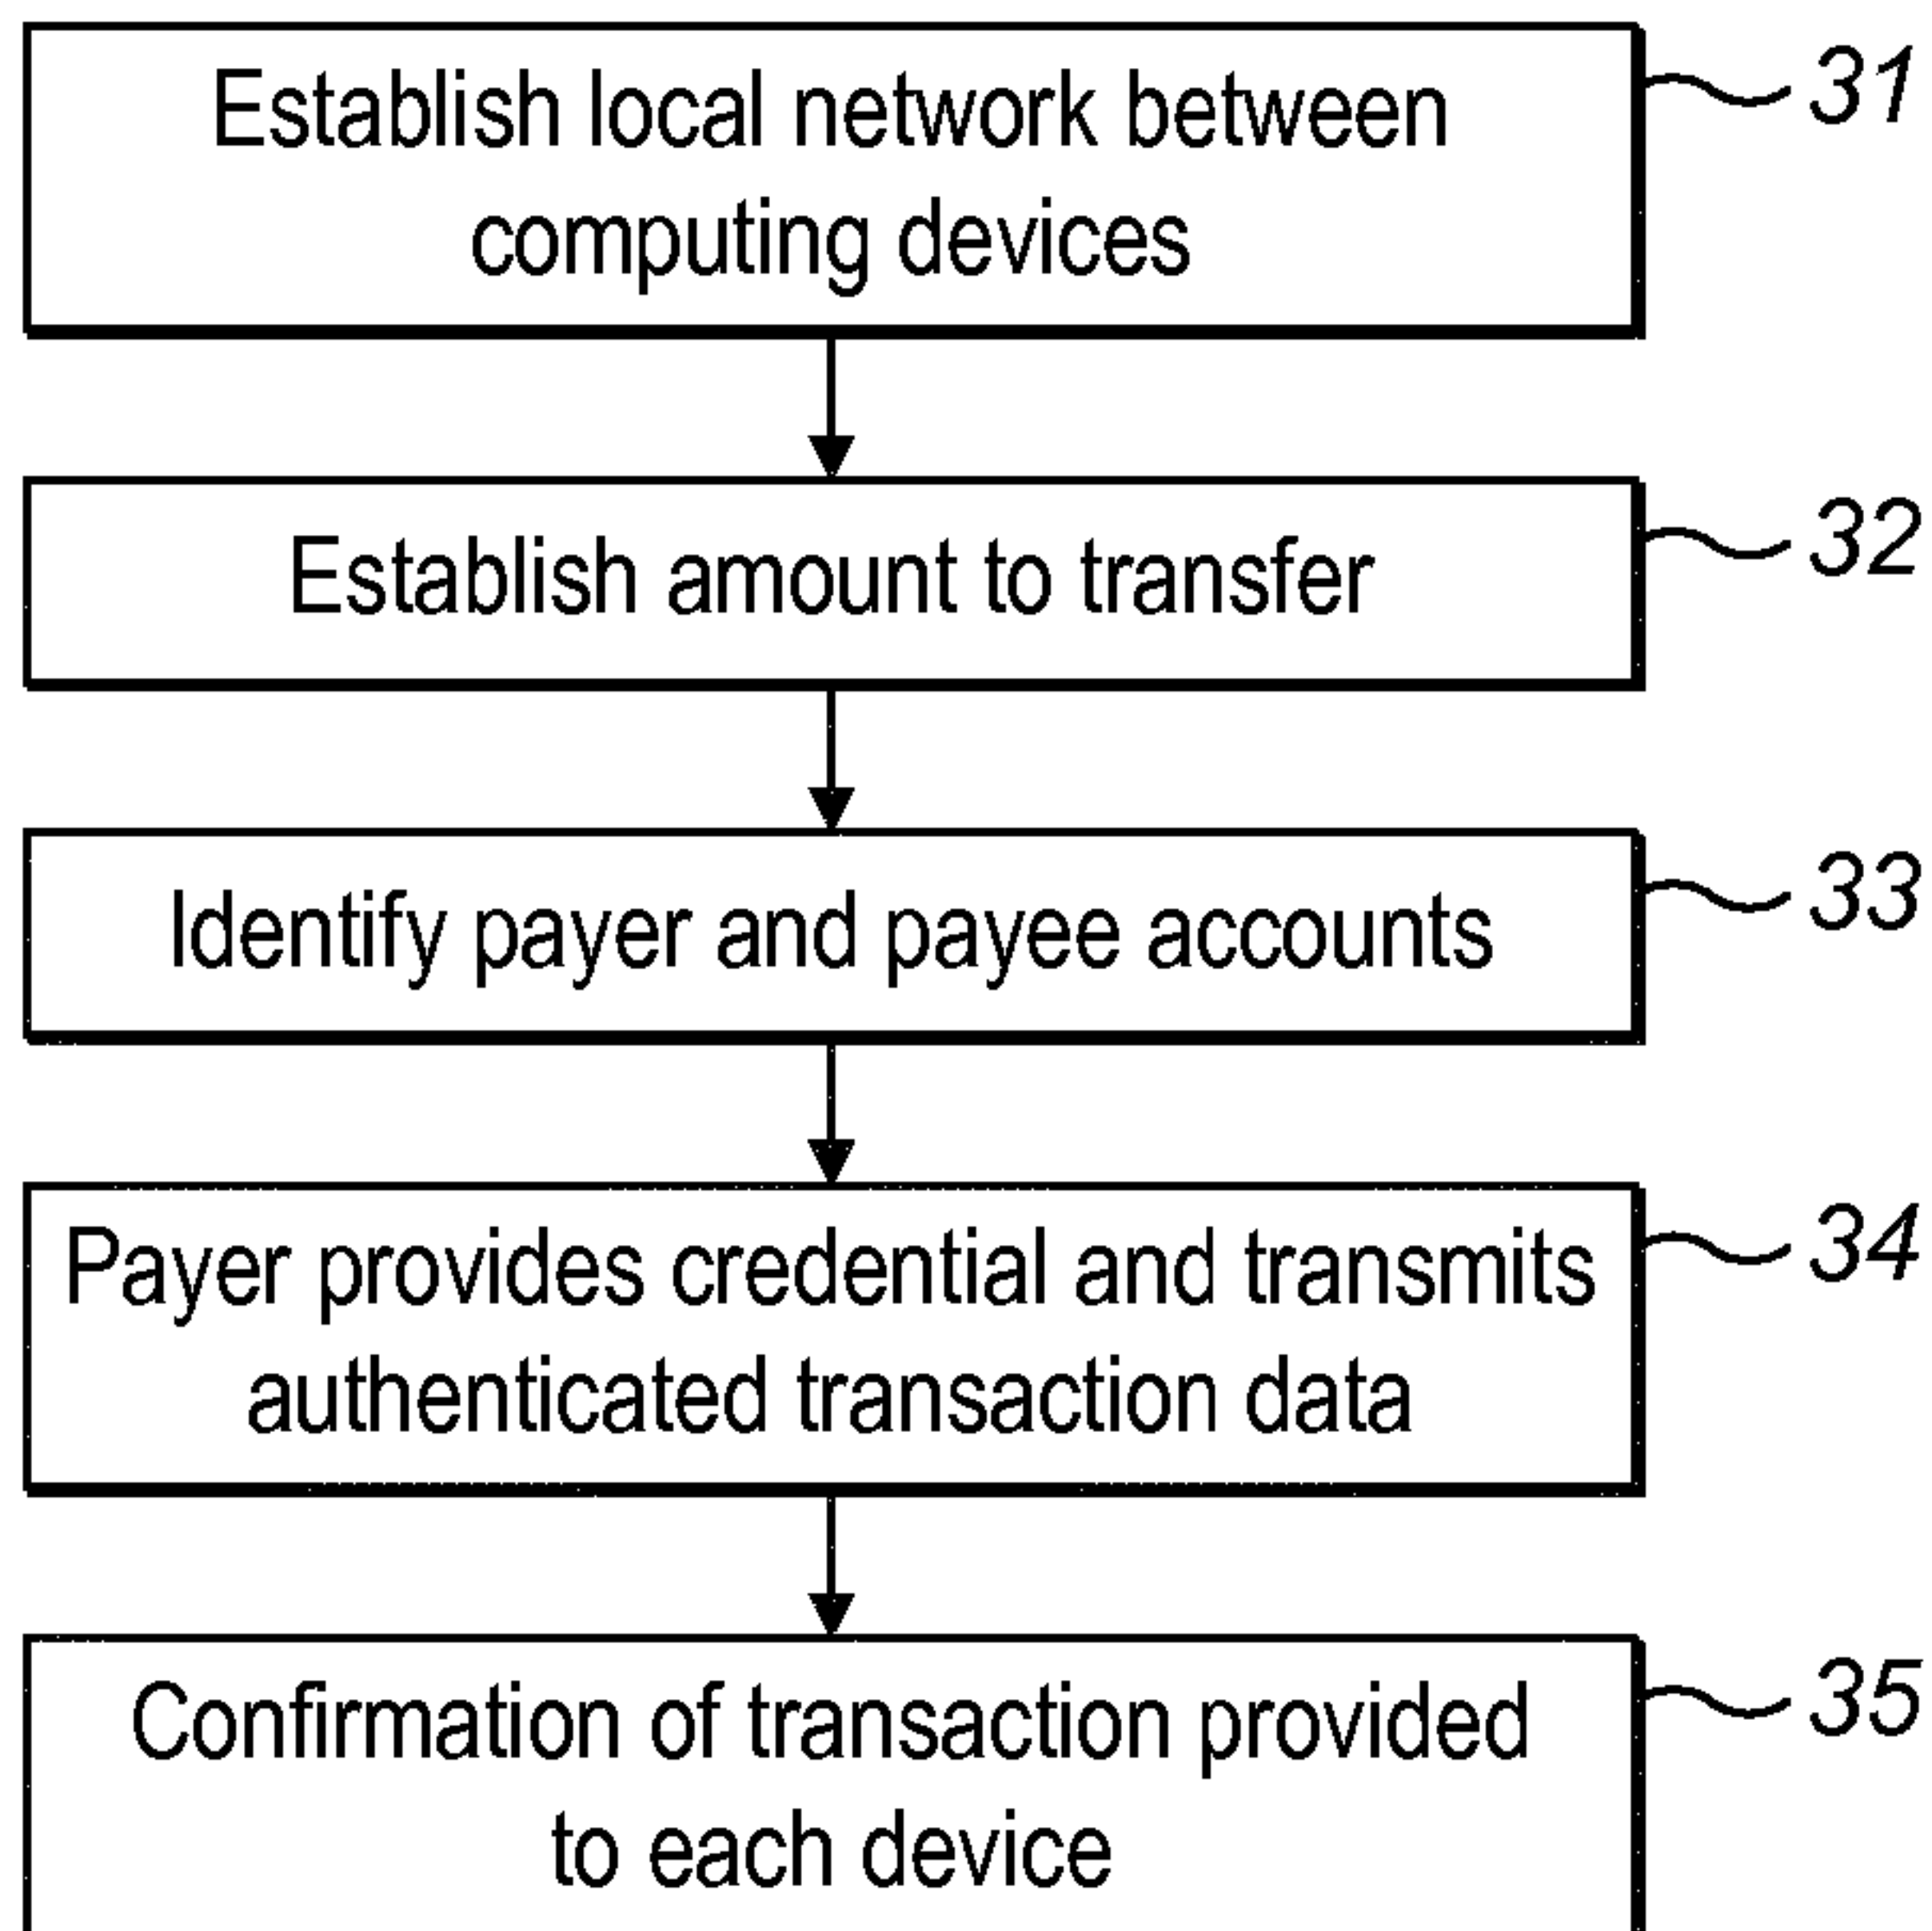 Establish local network between
computing devices
31
Establish amount to transfer
32
Identify payer and payee accounts
33
Payer provides credential and transmits
authenticated transaction data
34
Confirmation of transaction provided
to each device
35